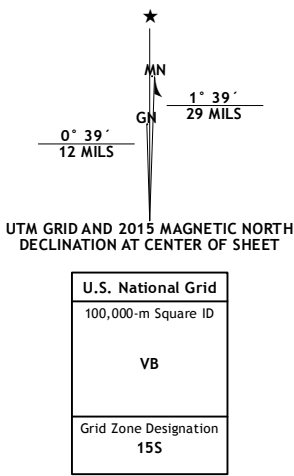 ★
MN
1° 39´
29 MILS
GN
0° 39´
12 MILS
UTM GRID AND 2015 MAGNETIC NORTH
DECLINATION AT CENTER OF SHEET
U.S. National Grid
100,000-m Square ID
VB
Grid Zone Designation
15S